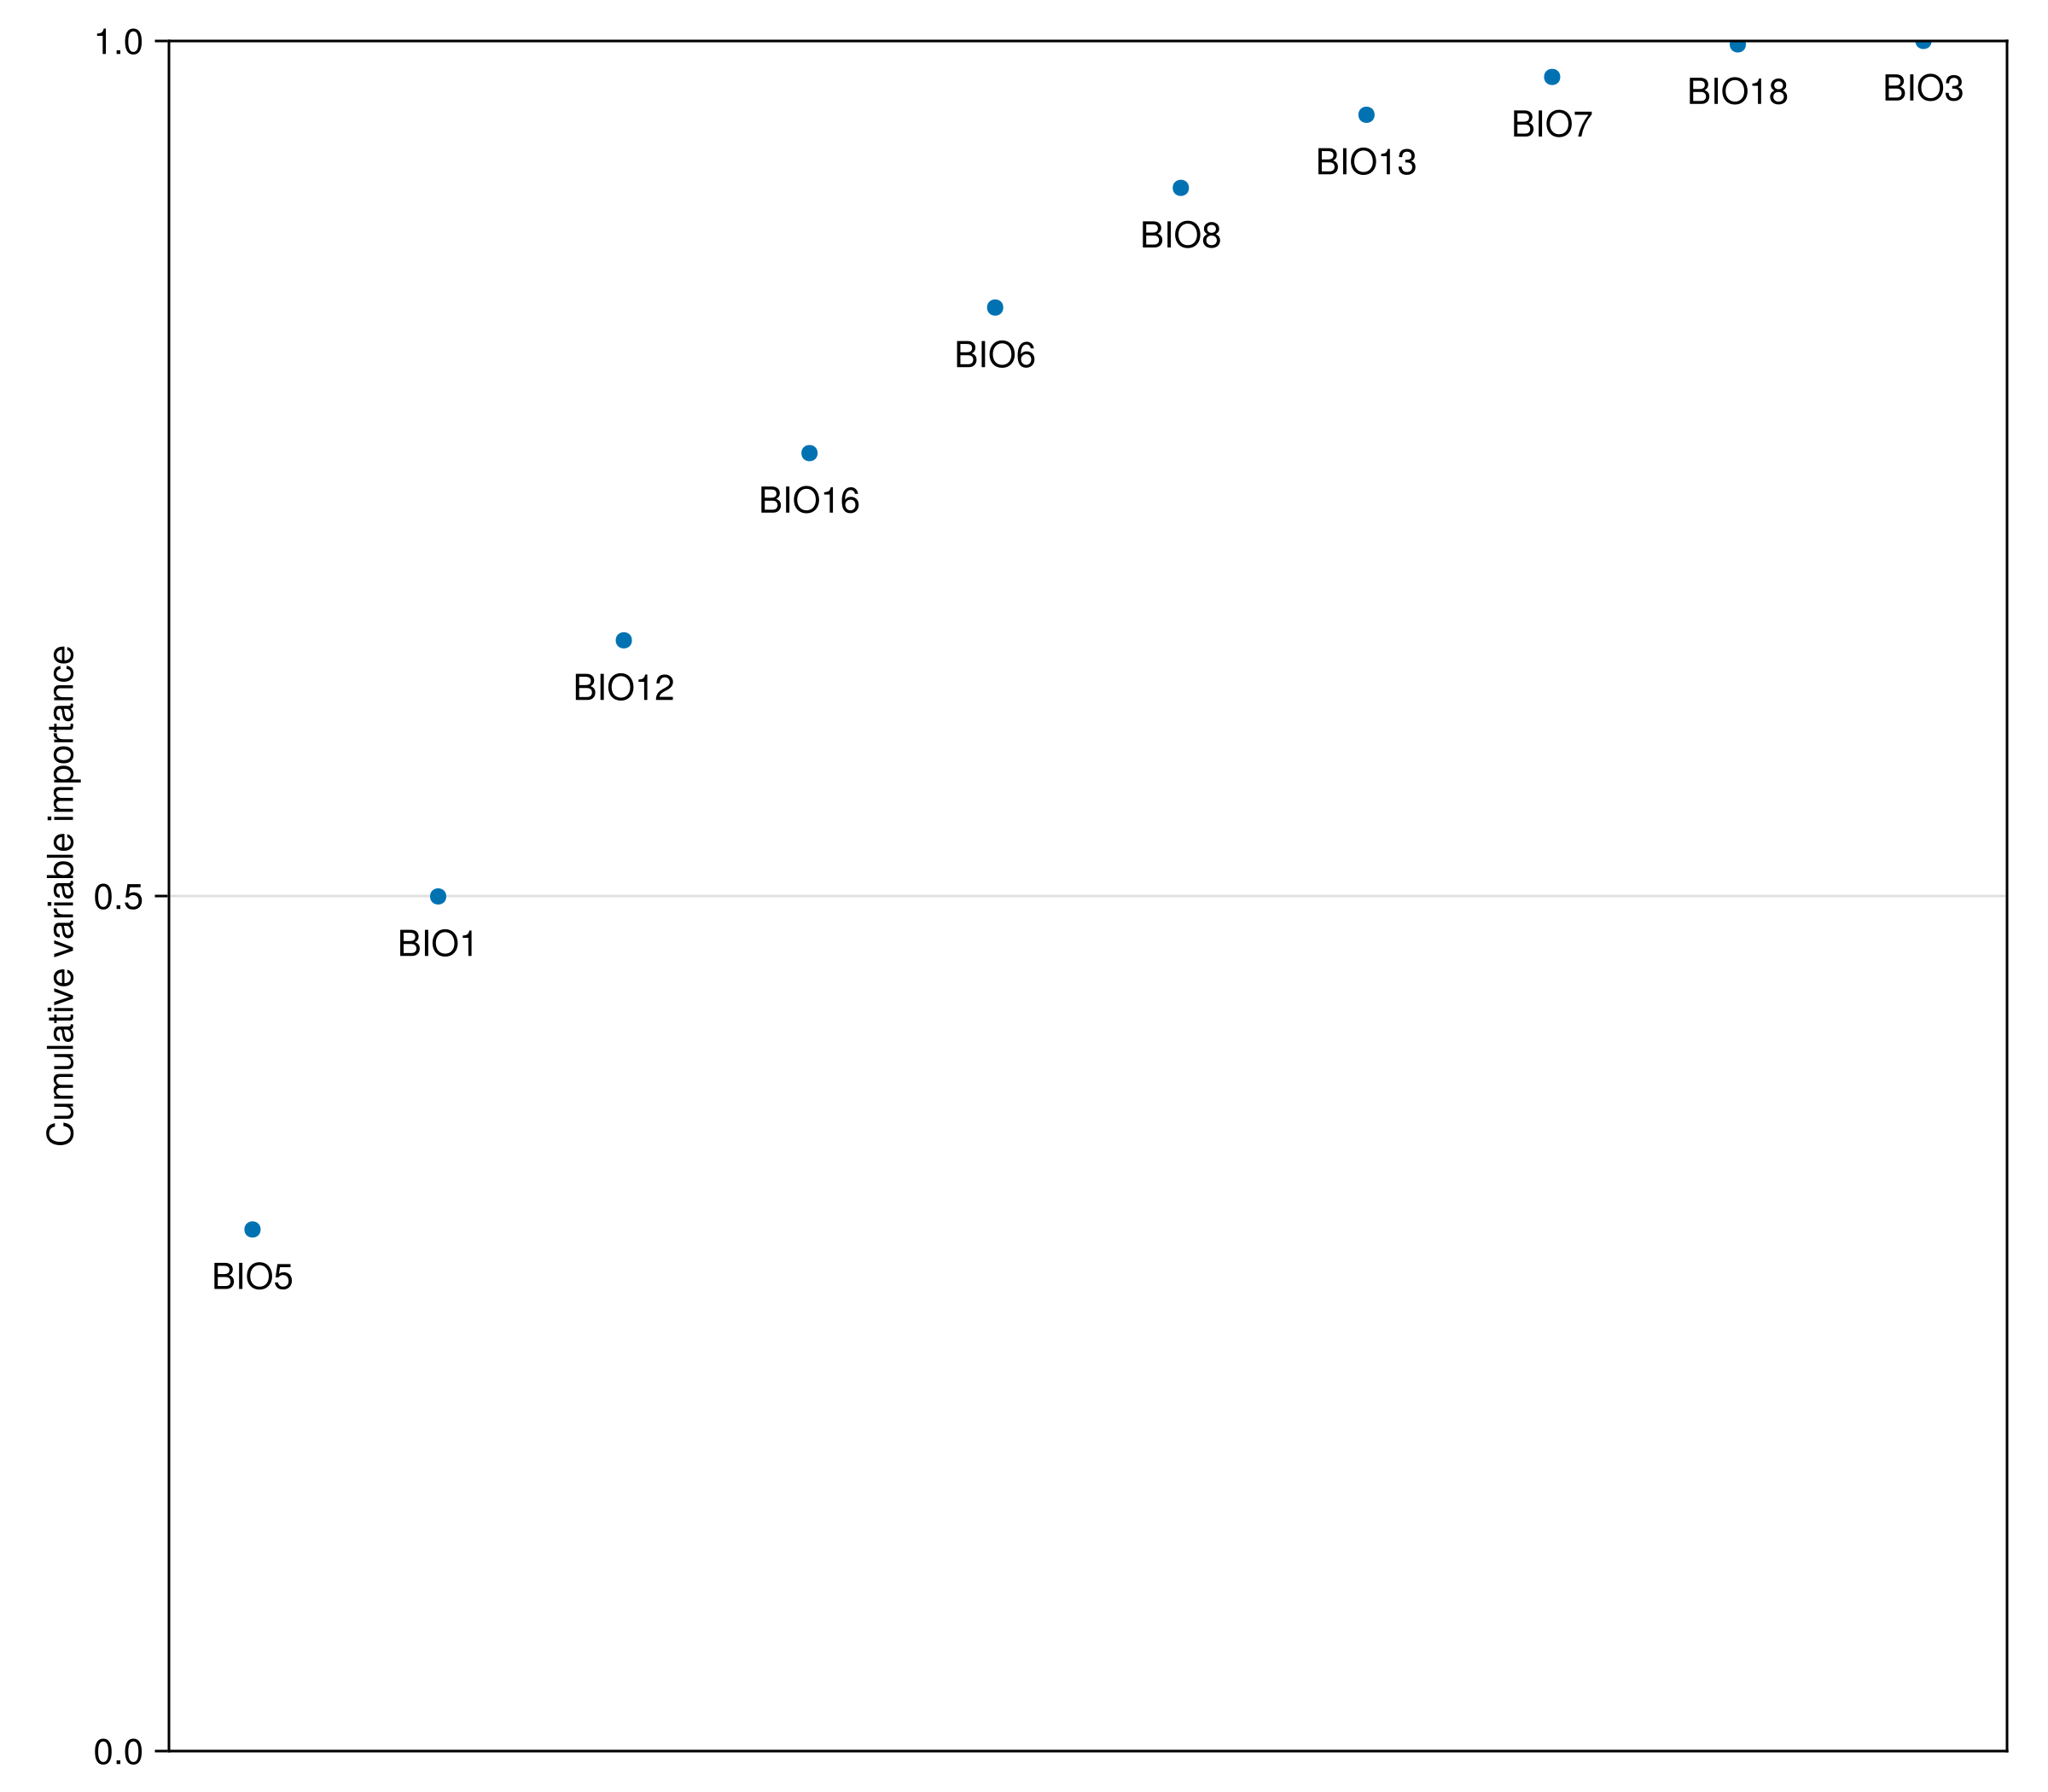 Cumulative variable importance
1.0
0.5
0.0
BIO5
BIO1
BIO12
BIO16
BIO6
BIO8
BIO13
BIO7
BIO18
BIO3